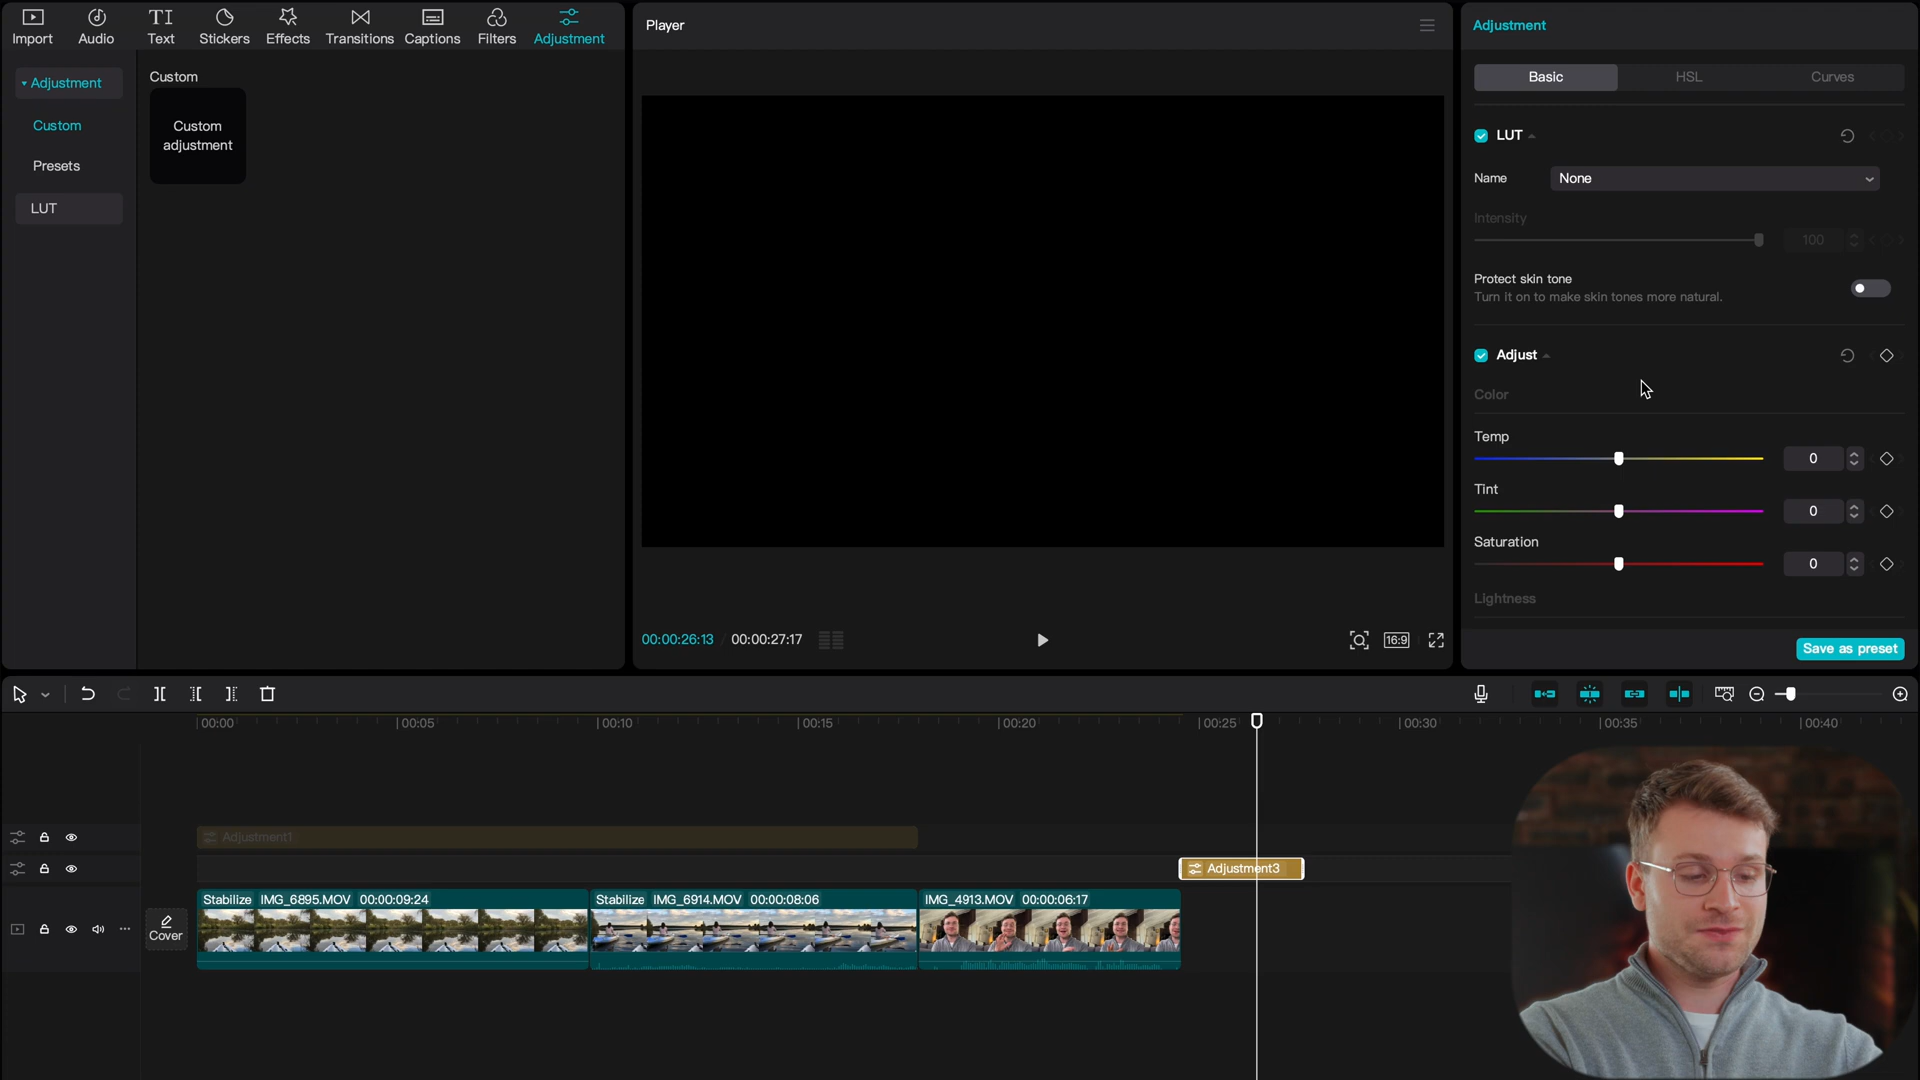 Import
Audio
Text
Stickers
Effects
Transitions
Captions
Filters
Adjustment
Adjustment
Custom
Presets
LUT
Custom
Custom
adjustment
Player
00:00:26:13 / 00:00:27:17
16:9
Adjustment
Basic
HSL
Curves
LUT
Name
None
Intensity
100
Protect skin tone
Turn it on to make skin tones more natural.
Adjust
Color
Temp
0
Tint
0
Saturation
0
Lightness
Save as preset
00:00
00:05
00:10
00:15
00:20
00:25
00:30
00:35
00:40
Adjustment1
Adjustment3
Cover
Stabilize IMG_6895.MOV 00:00:09:24
Stabilize IMG_6914.MOV 00:00:08:06
IMG_4913.MOV 00:00:06:17